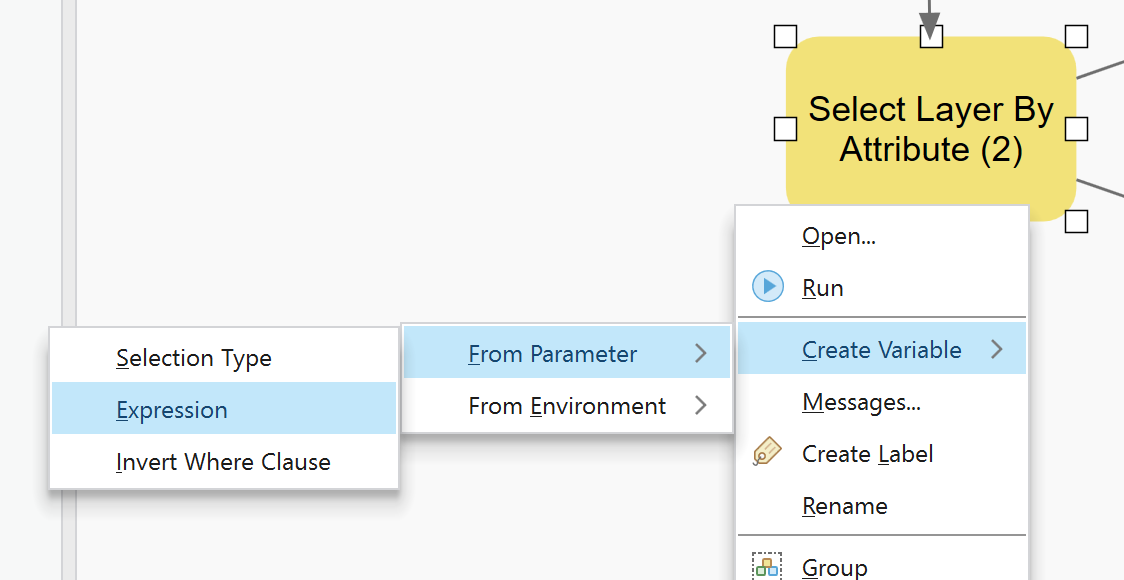 Select Layer By
Attribute (2)
Open...
Run
Create Variable
Messages...
Create Label
Rename
Group
From Parameter
From Environment
Selection Type
Expression
Invert Where Clause